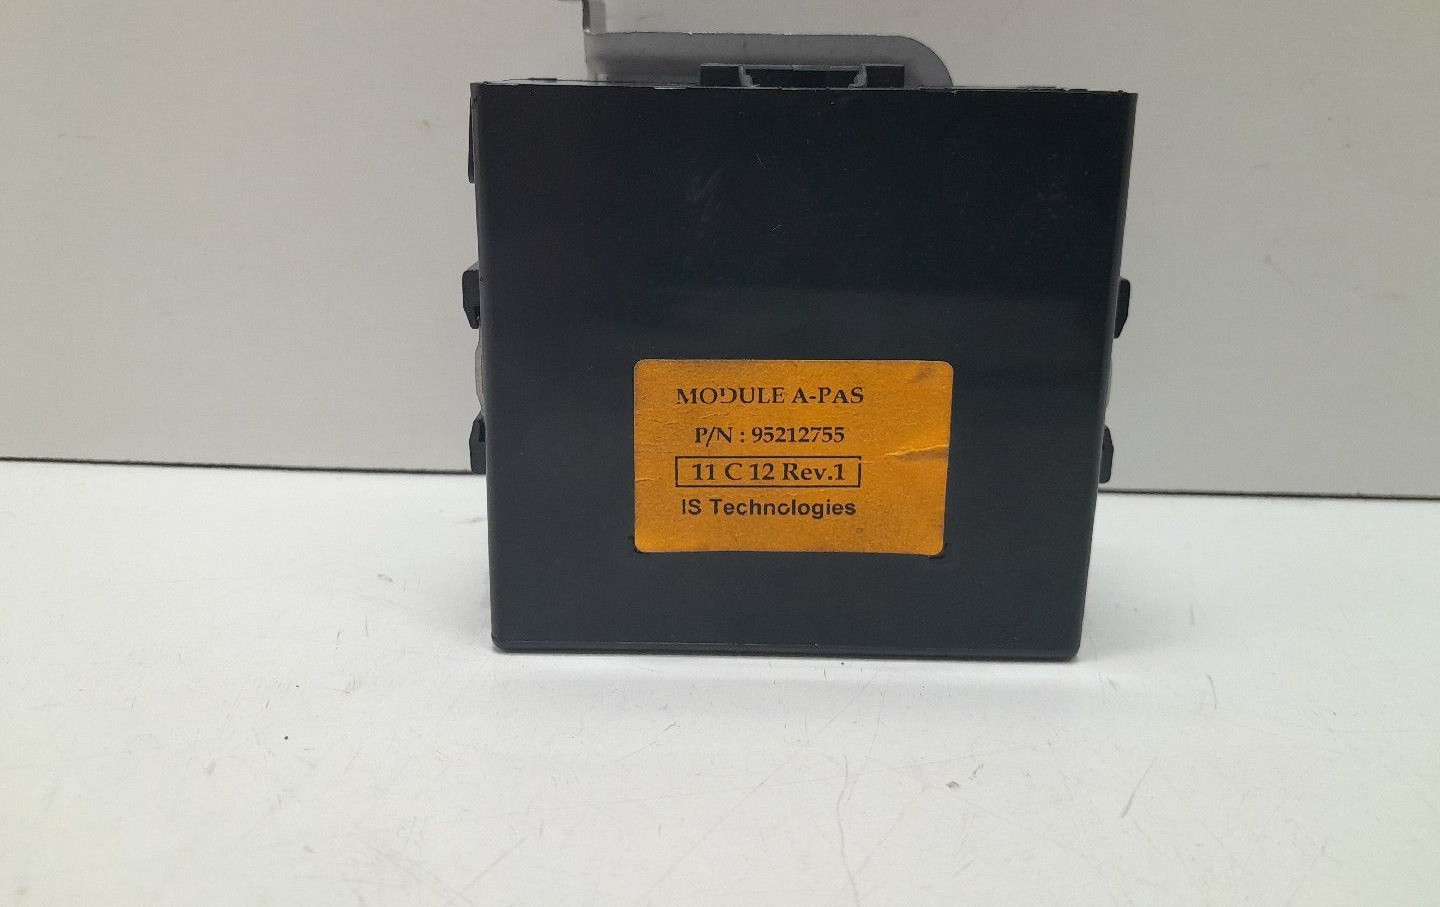 MODULE A-PAS
P/N : 95212755
11 C 12 Rev.1
IS Technologies